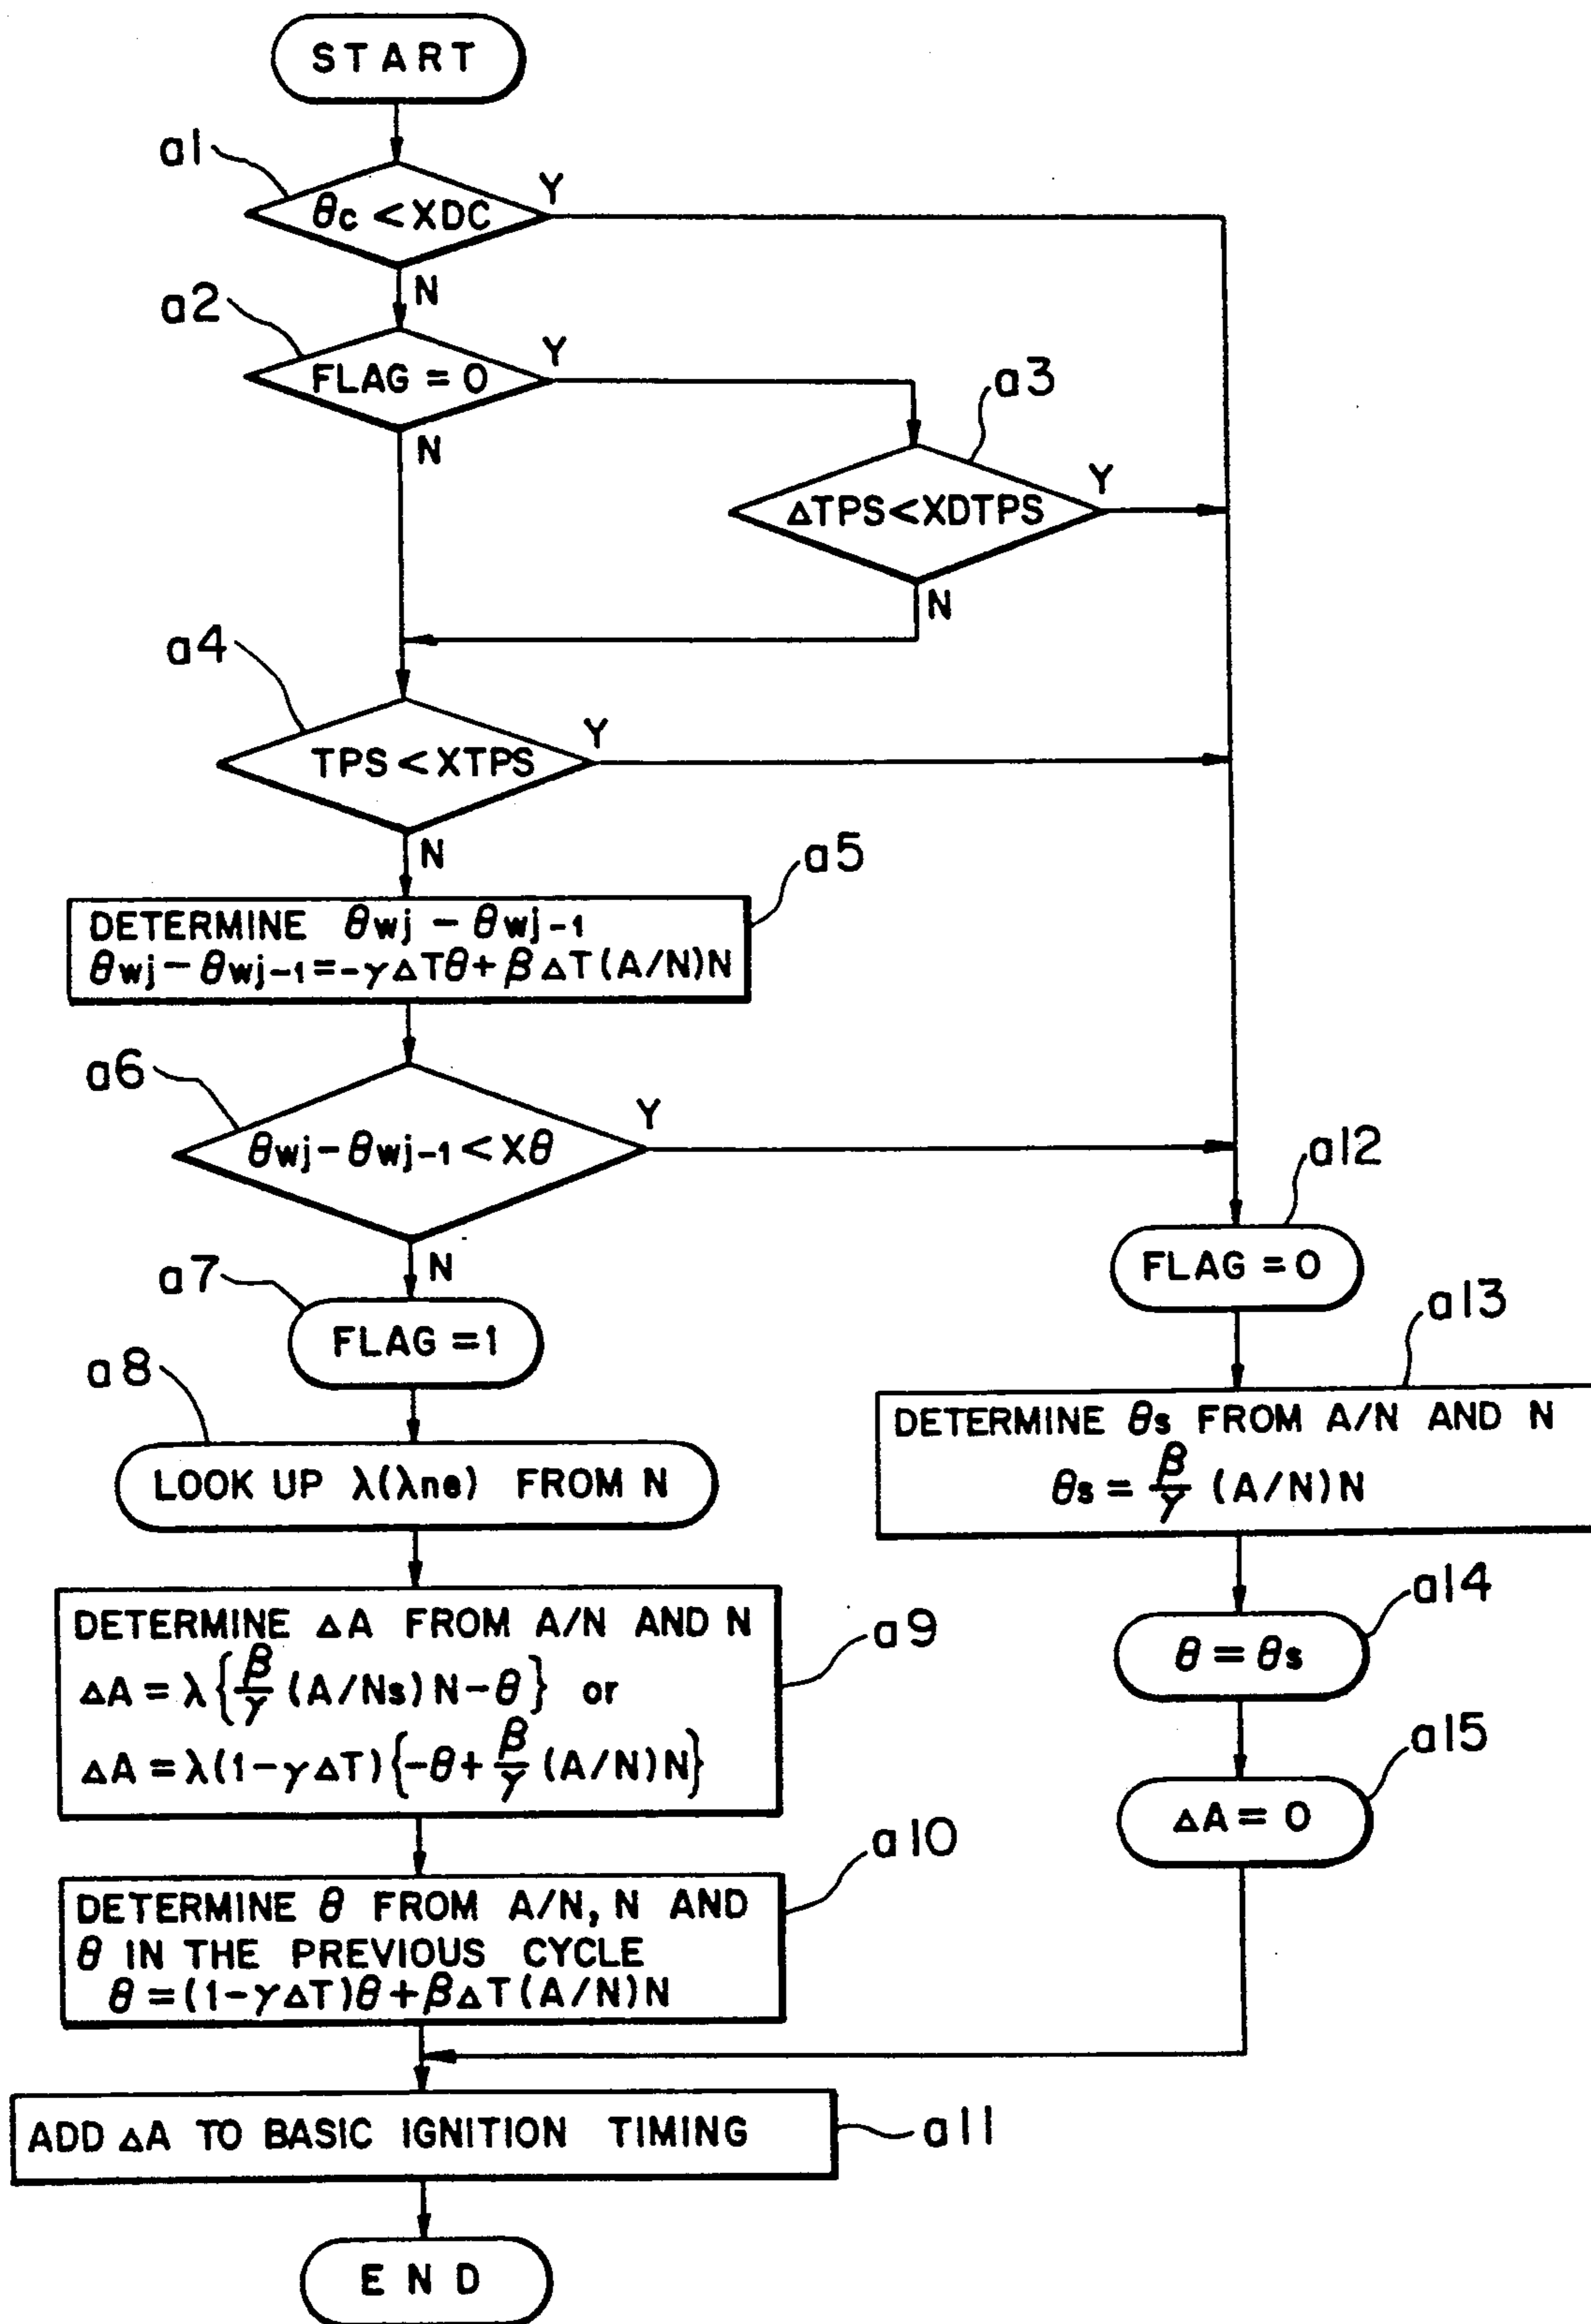 START
a1
θc < XDC
Y
N
a2
FLAG = 0
Y
N
a3
ΔTPS<XDTPS
Y
N
a4
TPS < XTPS
Y
N
a5
DETERMINE θwj − θwj-1
θwj − θwj-1 = -γΔTθ + βΔT(A/N)N
a6
θwj − θwj-1 < Xθ
Y
N
a7
FLAG = 1
a8
LOOK UP λ(λne) FROM N
a9
DETERMINE ΔA FROM A/N AND N
ΔA = λ{β/γ (A/Ns) N − θ} or
ΔA = λ(1-γΔT){-θ + β/γ (A/N) N}
a10
DETERMINE θ FROM A/N, N AND
θ IN THE PREVIOUS CYCLE
θ = (1-γΔT)θ + βΔT(A/N)N
a12
FLAG = 0
a13
DETERMINE θs FROM A/N AND N
θs = β/γ (A/N) N
a14
θ = θs
a15
ΔA = 0
a11
ADD ΔA TO BASIC IGNITION TIMING
END